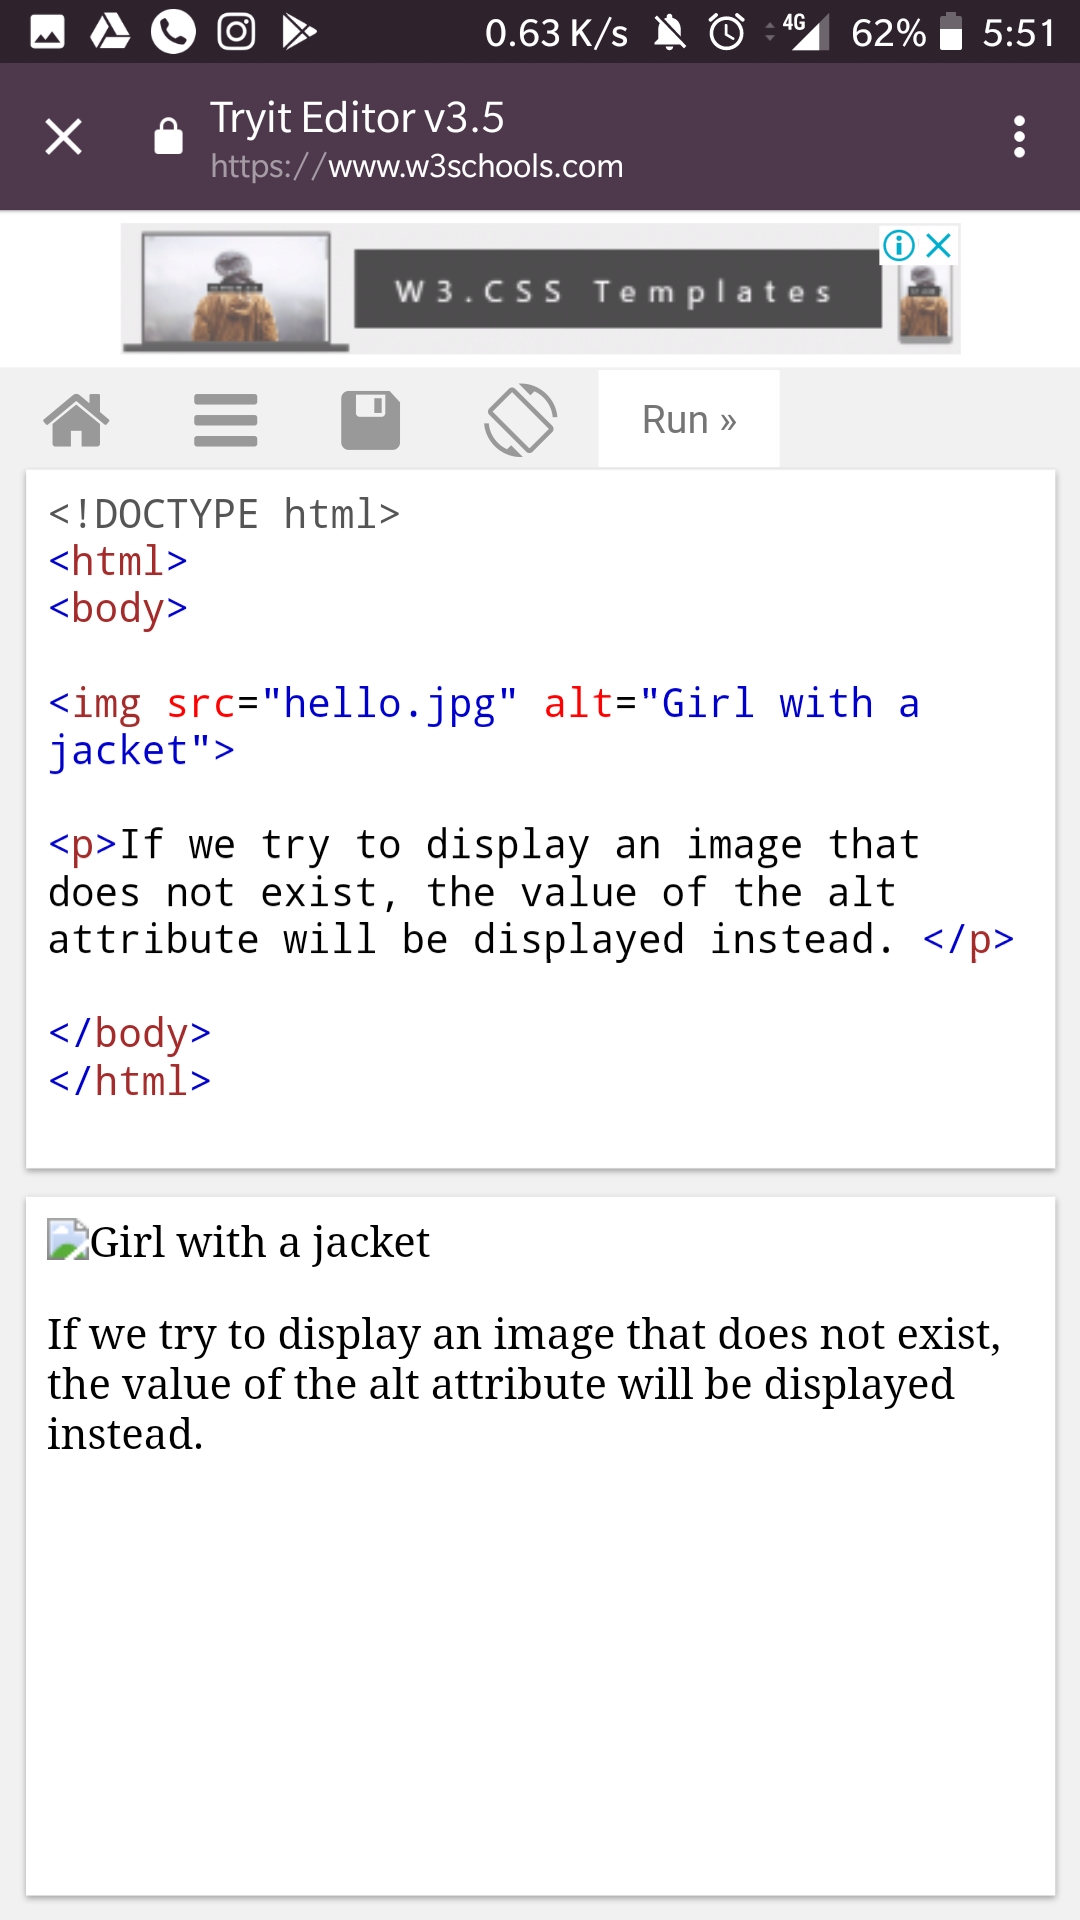 0.63 K/s 4G 62% 5:51
Tryit Editor v3.5
https://www.w3schools.com
W3.CSS Templates
Run »
<!DOCTYPE html>
<html>
<body>
<img src="hello.jpg" alt="Girl with a
jacket">
<p>If we try to display an image that
does not exist, the value of the alt
attribute will be displayed instead. </p>
</body>
</html>
Girl with a jacket
If we try to display an image that does not exist,
the value of the alt attribute will be displayed
instead.